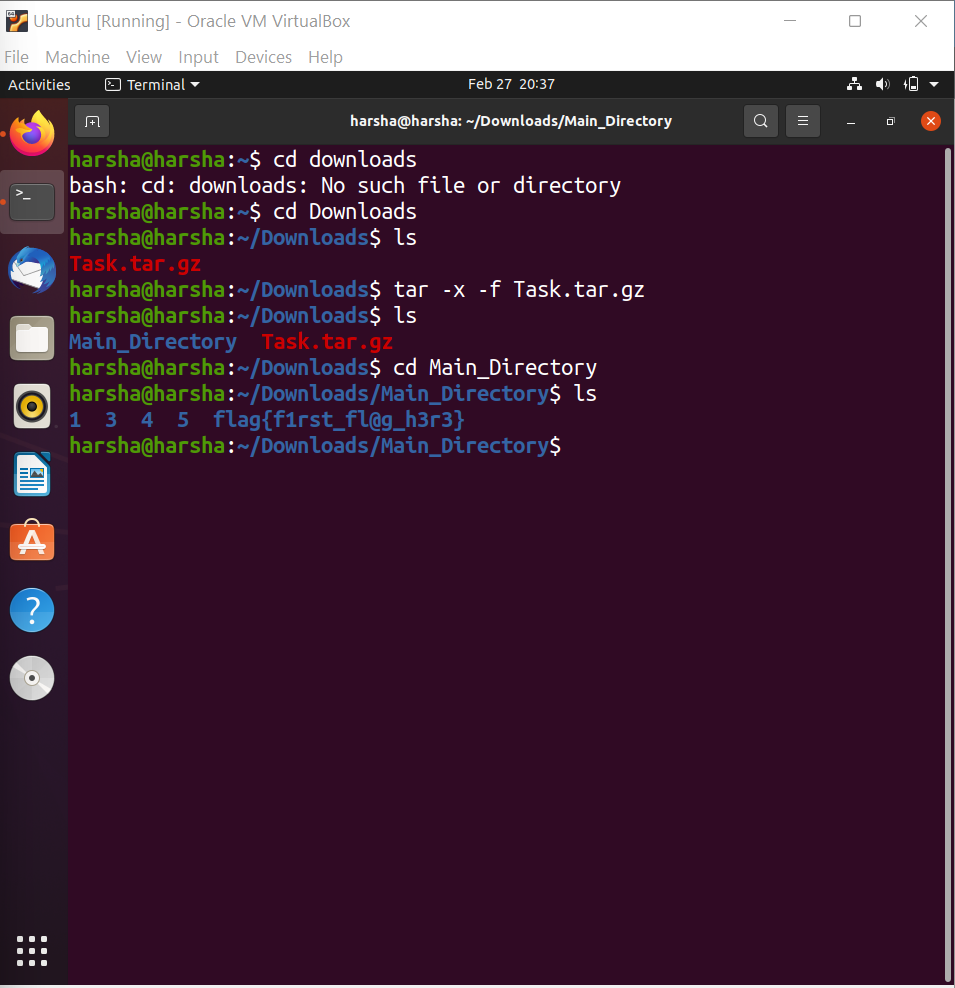 Ubuntu [Running] - Oracle VM VirtualBox
File Machine View Input Devices Help
Activities Terminal Feb 27 20:37
harsha@harsha: ~/Downloads/Main_Directory
harsha@harsha:~$ cd downloads
bash: cd: downloads: No such file or directory
harsha@harsha:~$ cd Downloads
harsha@harsha:~/Downloads$ ls
Task.tar.gz
harsha@harsha:~/Downloads$ tar -x -f Task.tar.gz
harsha@harsha:~/Downloads$ ls
Main_Directory  Task.tar.gz
harsha@harsha:~/Downloads$ cd Main_Directory
harsha@harsha:~/Downloads/Main_Directory$ ls
1  3  4  5  flag{f1rst_fl@g_h3r3}
harsha@harsha:~/Downloads/Main_Directory$